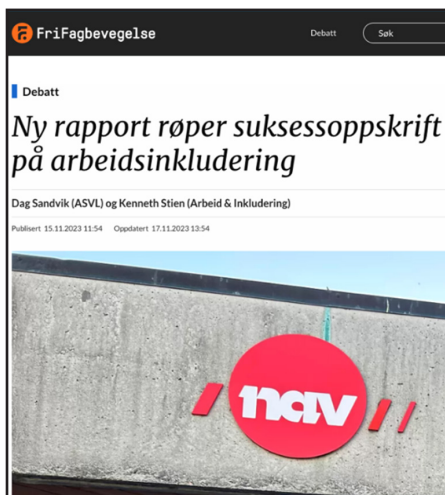 FriFagbevegelse
Debatt
Søk
Debatt
Ny rapport røper suksessoppskrift
på arbeidsinkludering
Dag Sandvik (ASVL) og Kenneth Stien (Arbeid & Inkludering)
Publisert 15.11.2023 11:54 Oppdatert 17.11.2023 13:54
nav